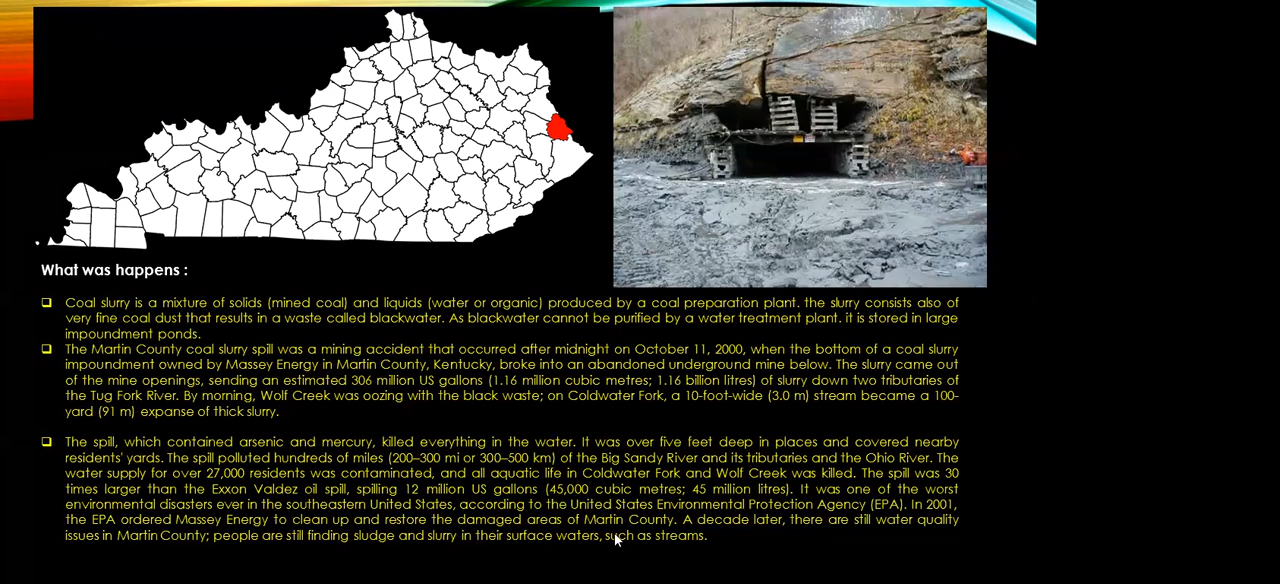 What was happens :
Coal slurry is a mixture of solids (mined coal) and liquids (water or organic) produced by a coal preparation plant. the slurry consists also of
very fine coal dust that results in a waste called blackwater. As blackwater cannot be purified by a water treatment plant. it is stored in large
impoundment ponds.
The Martin County coal slurry spill was a mining accident that occurred after midnight on October 11, 2000, when the bottom of a coal slurry
impoundment owned by Massey Energy in Martin County, Kentucky, broke into an abandoned underground mine below. The slurry came out
of the mine openings, sending an estimated 306 million US gallons (1.16 million cubic metres; 1.16 billion litres) of slurry down two tributaries
of the Tug Fork River. By morning, Wolf Creek was oozing with the black waste; on Coldwater Fork, a 10-foot-wide (3.0 m) stream became a 100-
yard (91 m) expanse of thick slurry.
The spill, which contained arsenic and mercury, killed everything in the water. It was over five feet deep in places and covered nearby
residents' yards. The spill polluted hundreds of miles (200–300 mi or 300–500 km) of the Big Sandy River and its tributaries and the Ohio River. The
water supply for over 27,000 residents was contaminated, and all aquatic life in Coldwater Fork and Wolf Creek was killed. The spill was 30
times larger than the Exxon Valdez oil spill, spilling 12 million US gallons (45,000 cubic metres; 45 million litres). It was one of the worst
environmental disasters ever in the southeastern United States, according to the United States Environmental Protection Agency (EPA). In 2001,
the EPA ordered Massey Energy to clean up and restore the damaged areas of Martin County. A decade later, there are still water quality
issues in Martin County; people are still finding sludge and slurry in their surface waters, such as streams.